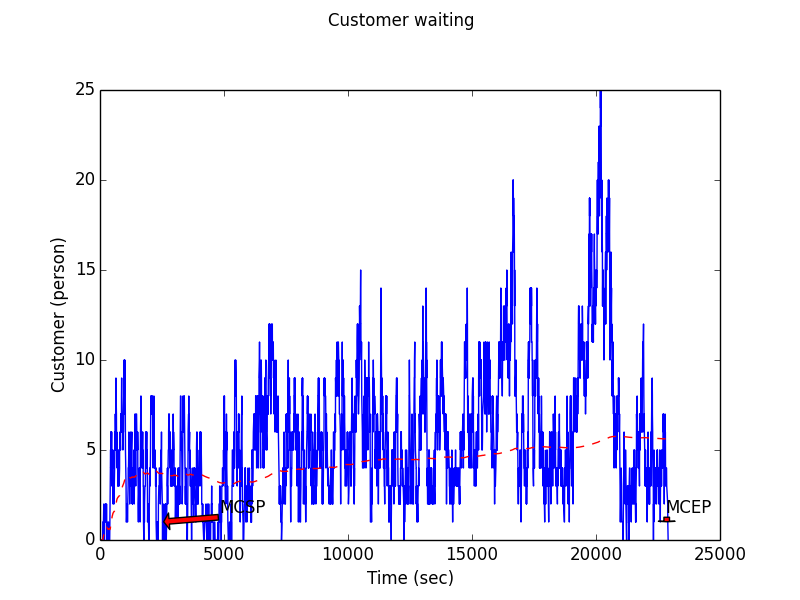 Customer waiting
25
20
15
10
5
0
Customer (person)
MCSP
MCEP
0 5000 10000 15000 20000 25000
Time (sec)